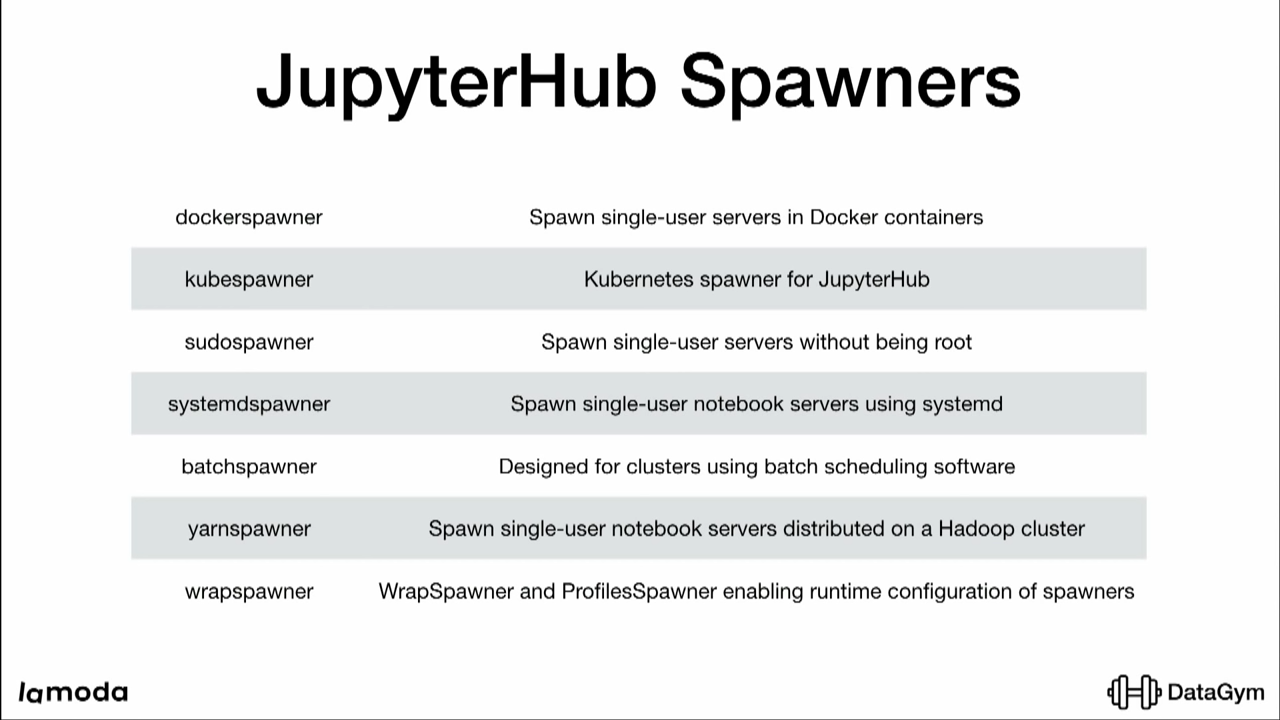 JupyterHub Spawners
dockerspawner Spawn single-user servers in Docker containers
kubespawner Kubernetes spawner for JupyterHub
sudospawner Spawn single-user servers without being root
systemdspawner Spawn single-user notebook servers using systemd
batchspawner Designed for clusters using batch scheduling software
yarnspawner Spawn single-user notebook servers distributed on a Hadoop cluster
wrapspawner WrapSpawner and ProfilesSpawner enabling runtime configuration of spawners
lamoda DataGym